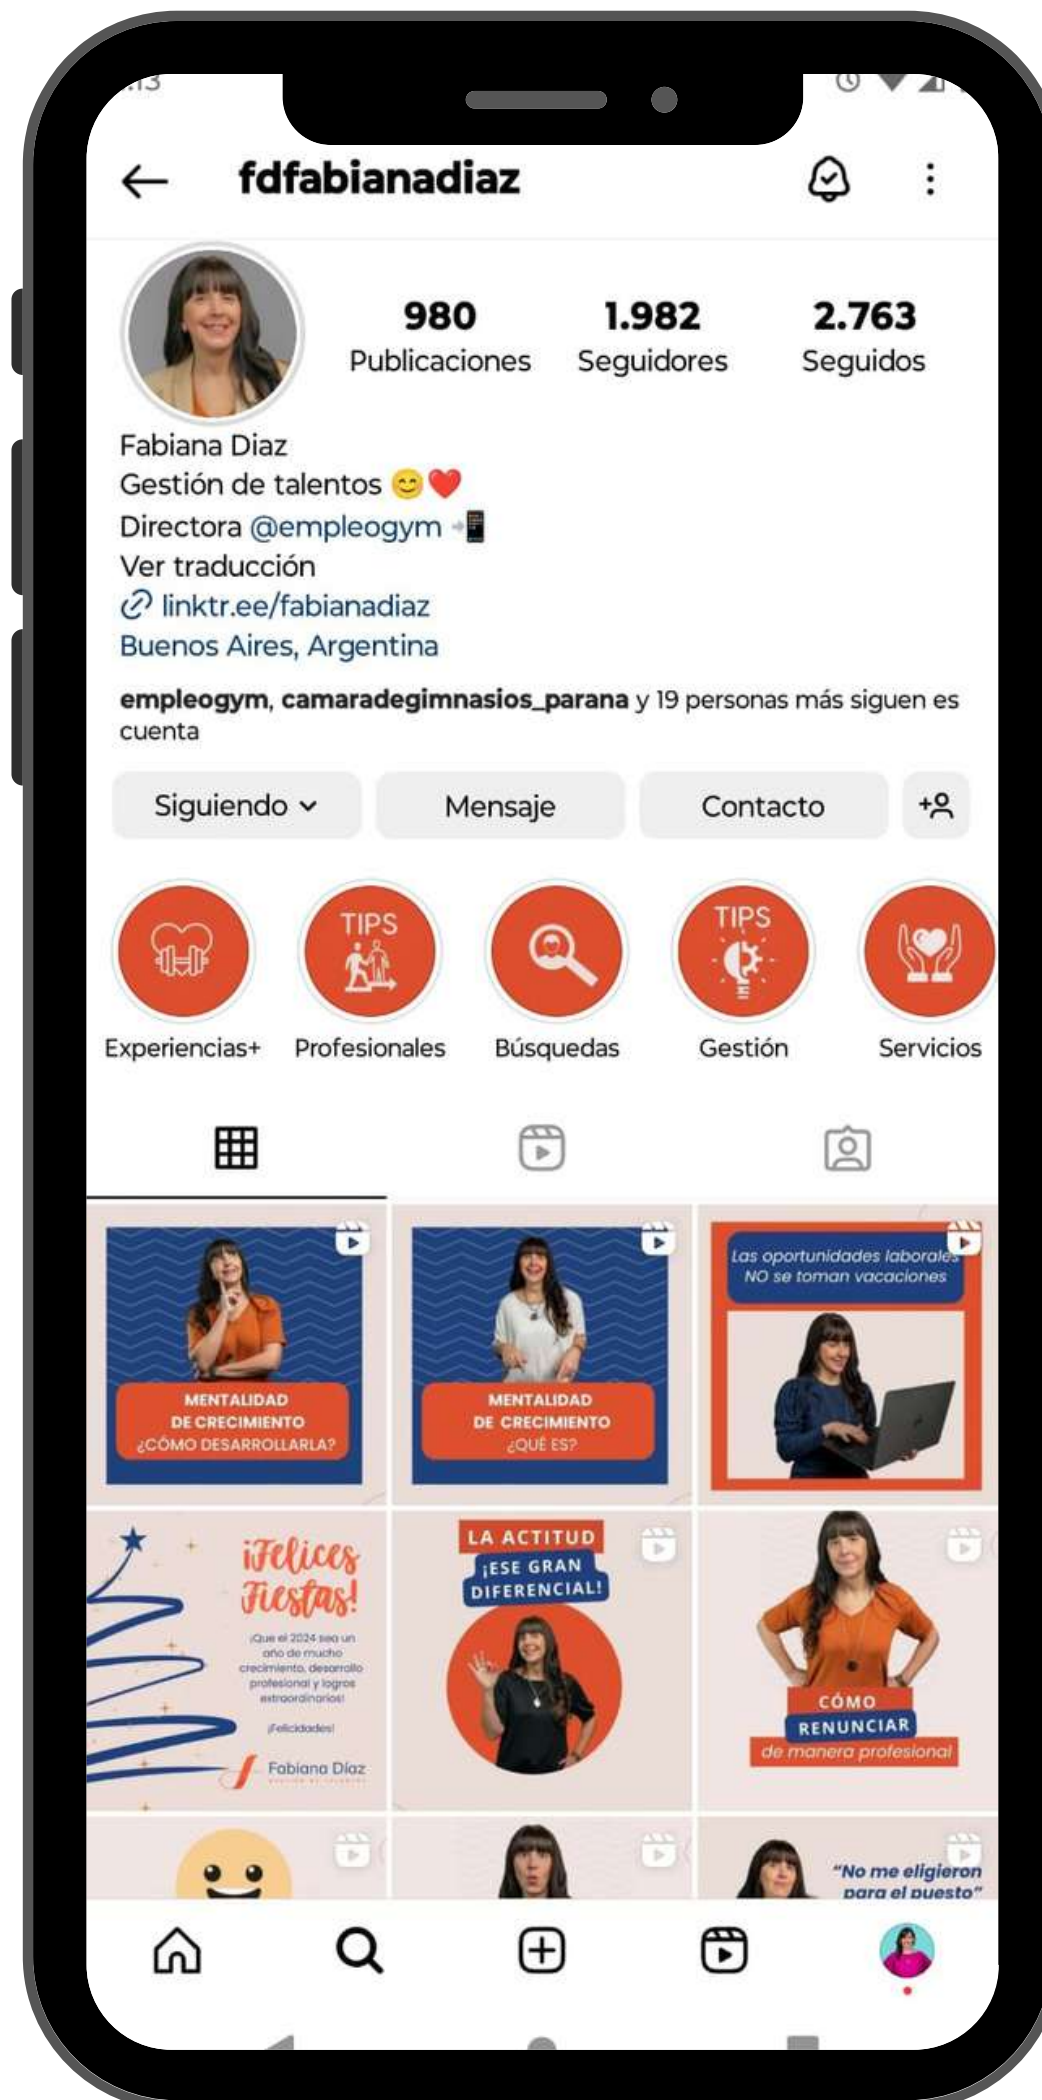 fdfabianadiaz
980 1.982 2.763
Publicaciones Seguidores Seguidos
Fabiana Diaz
Gestión de talentos 😊❤️
Directora @empleogym 📲
Ver traducción
linktr.ee/fabianadiaz
Buenos Aires, Argentina
empleogym, camaradegimnasios_parana y 19 personas más siguen es
cuenta
Siguiendo Mensaje Contacto
TIPS TIPS
Experiencias+ Profesionales Búsquedas Gestión Servicios
MENTALIDAD
DE CRECIMIENTO
¿CÓMO DESARROLLARLA?
MENTALIDAD
DE CRECIMIENTO
¿QUÉ ES?
Las oportunidades laborales
NO se toman vacaciones
¡Felices
Fiestas!
¡Que el 2024 sea un
año de mucho
crecimiento, desarrollo
profesional y logros
extraordinarios!
¡Felicidades!
Fabiana Díaz
LA ACTITUD
¡ESE GRAN
DIFERENCIAL!
CÓMO
RENUNCIAR
de manera profesional
"No me eligieron
para el puesto"